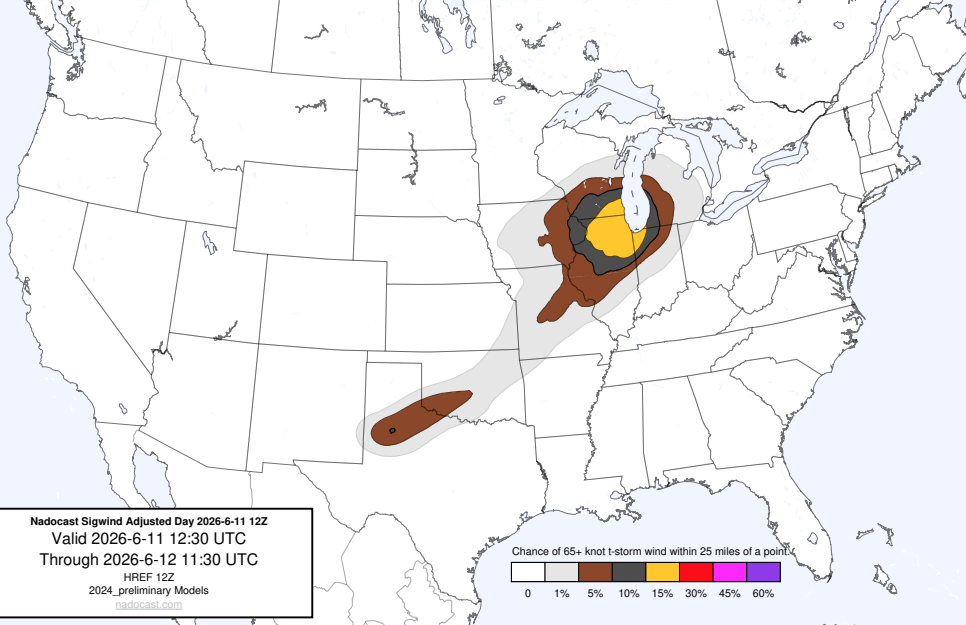 Nadocast Sigwind Adjusted Day 2026-6-11 12Z
Valid 2026-6-11 12:30 UTC
Through 2026-6-12 11:30 UTC
HREF 12Z
2024_preliminary Models
nadocast.com
Chance of 65+ knot t-storm wind within 25 miles of a point.
0 1% 5% 10% 15% 30% 45% 60%